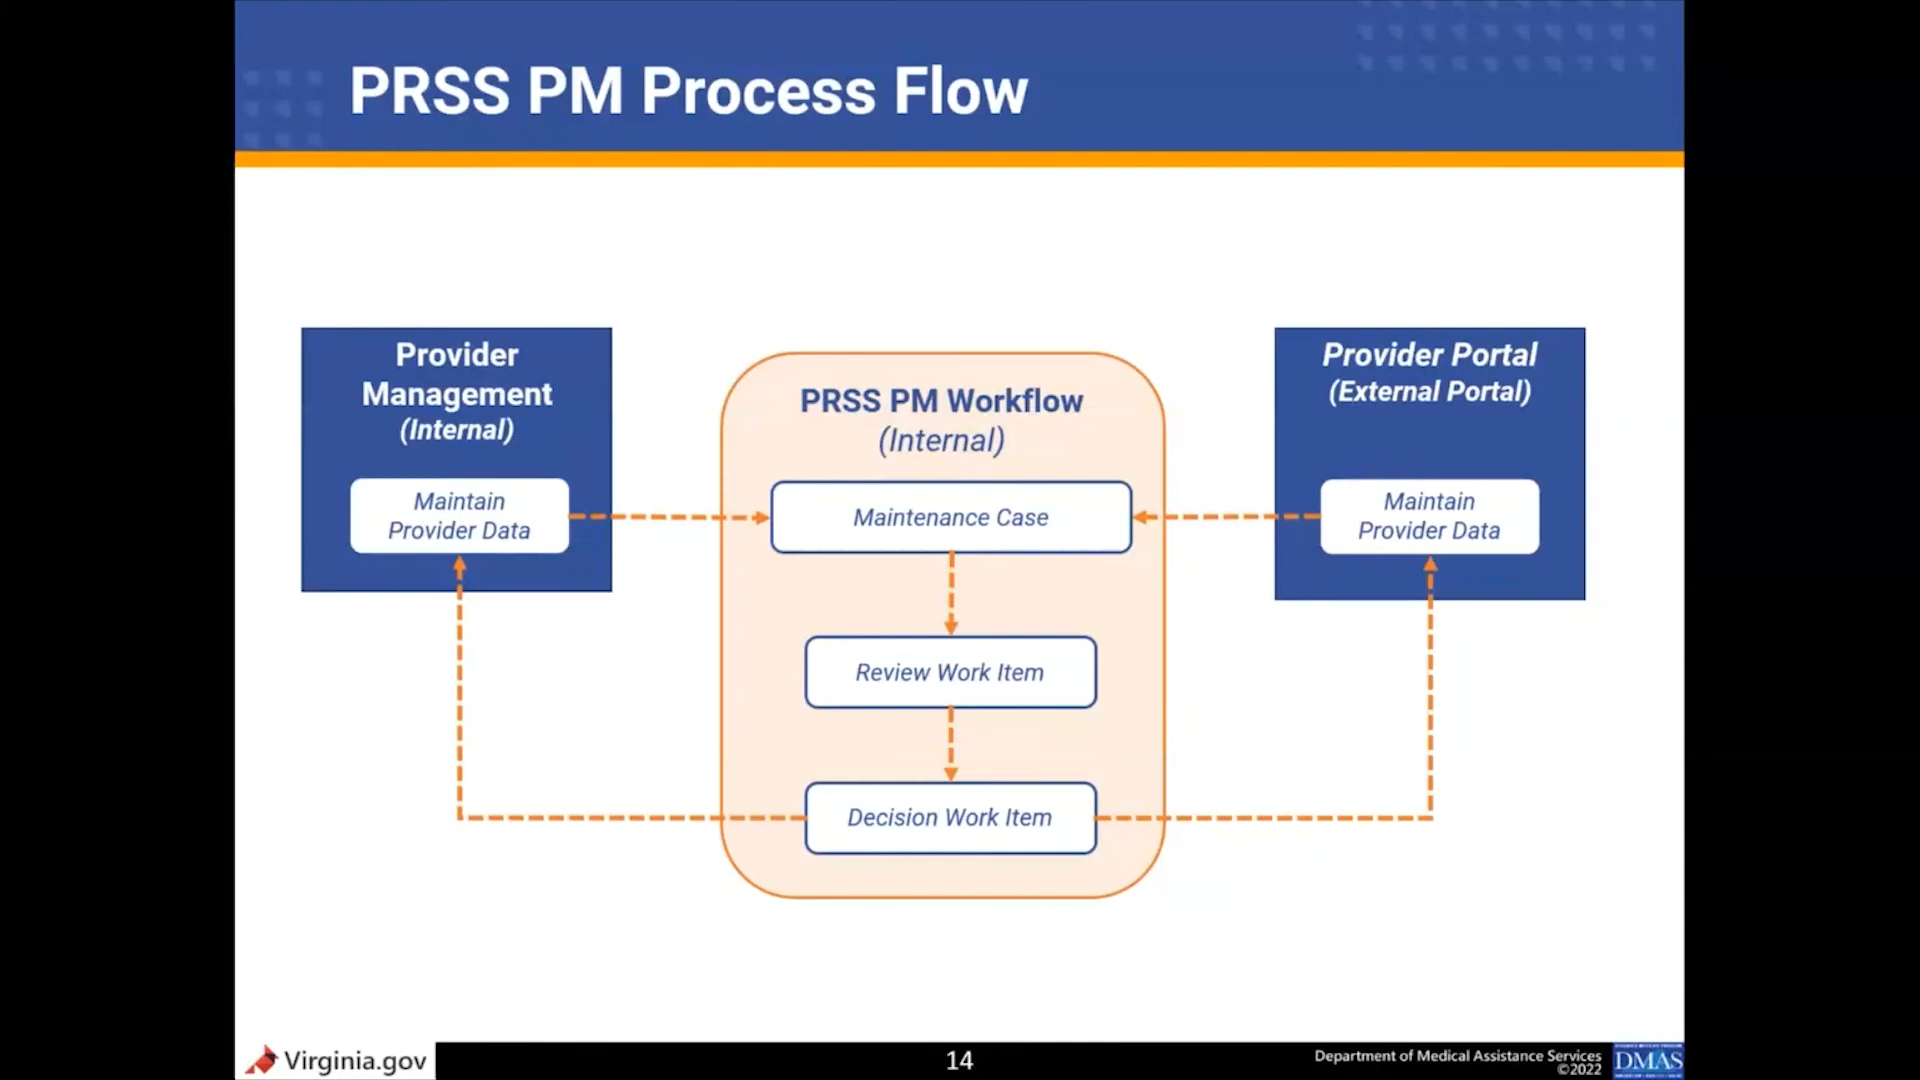 PRSS PM Process Flow
Provider
Management
(Internal)
Maintain
Provider Data
PRSS PM Workflow
(Internal)
Maintenance Case
Review Work Item
Decision Work Item
Provider Portal
(External Portal)
Maintain
Provider Data
Virginia.gov
14
Department of Medical Assistance Services
©2022
DMAS